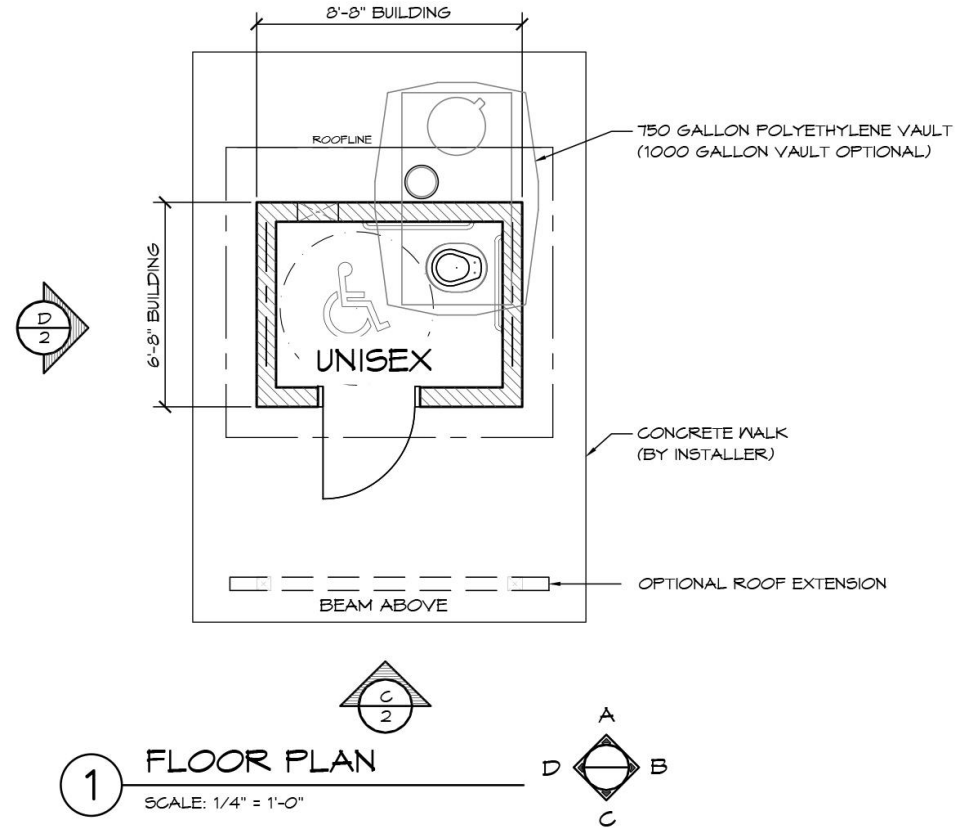 8'-8" BUILDING
750 GALLON POLYETHYLENE VAULT
(1000 GALLON VAULT OPTIONAL)
ROOFLINE
6'-8" BUILDING
D
2
UNISEX
CONCRETE WALK
(BY INSTALLER)
OPTIONAL ROOF EXTENSION
BEAM ABOVE
C
2
1
FLOOR PLAN
SCALE: 1/4" = 1'-0"
A
D
B
C